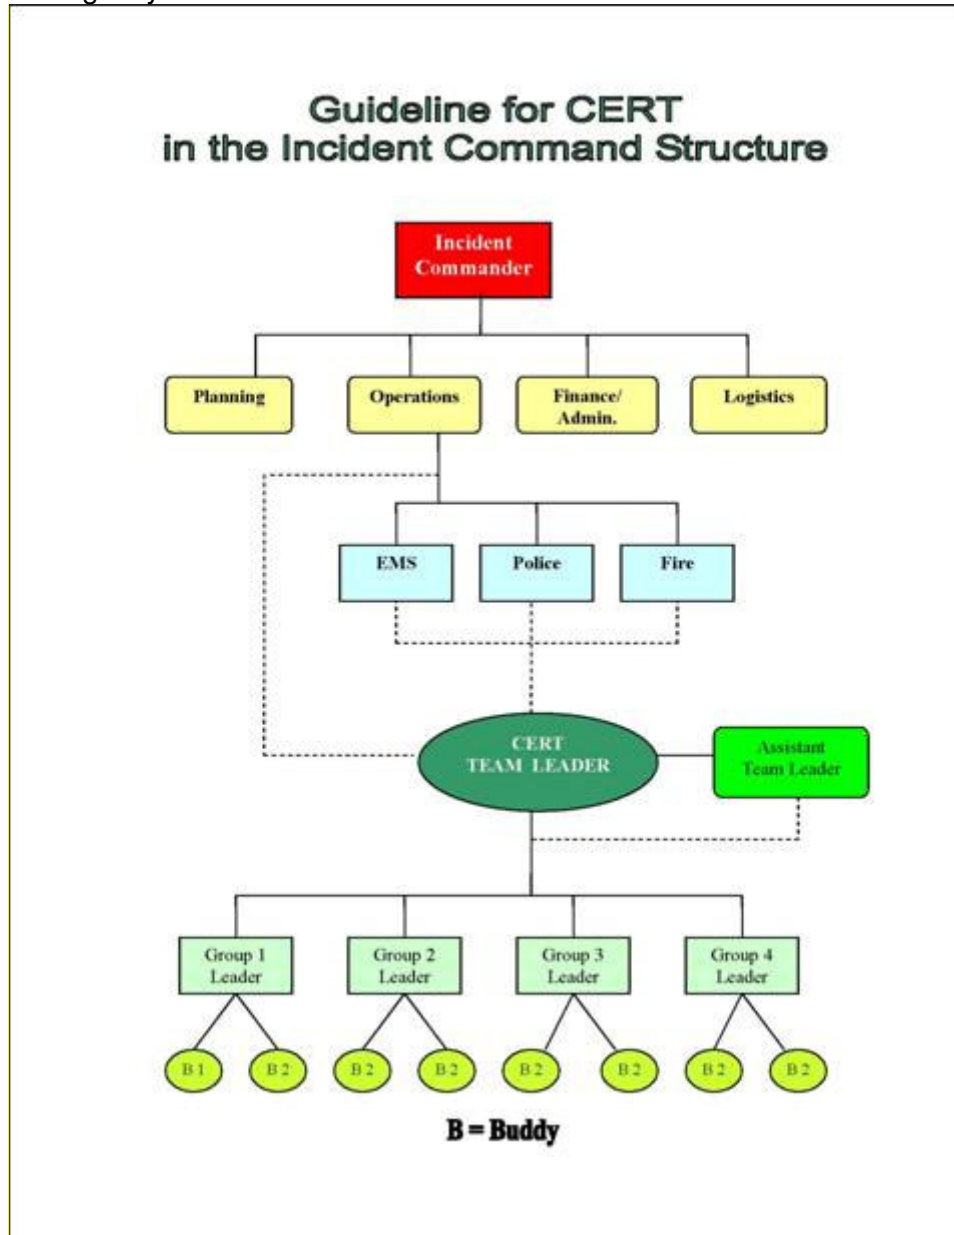 Guideline for CERT
in the Incident Command Structure
Incident
Commander
Planning
Operations
Finance/
Admin.
Logistics
EMS
Police
Fire
CERT
TEAM LEADER
Assistant
Team Leader
Group 1
Leader
Group 2
Leader
Group 3
Leader
Group 4
Leader
B 1
B 2
B 2
B 2
B 2
B 2
B 2
B 2
B = Buddy